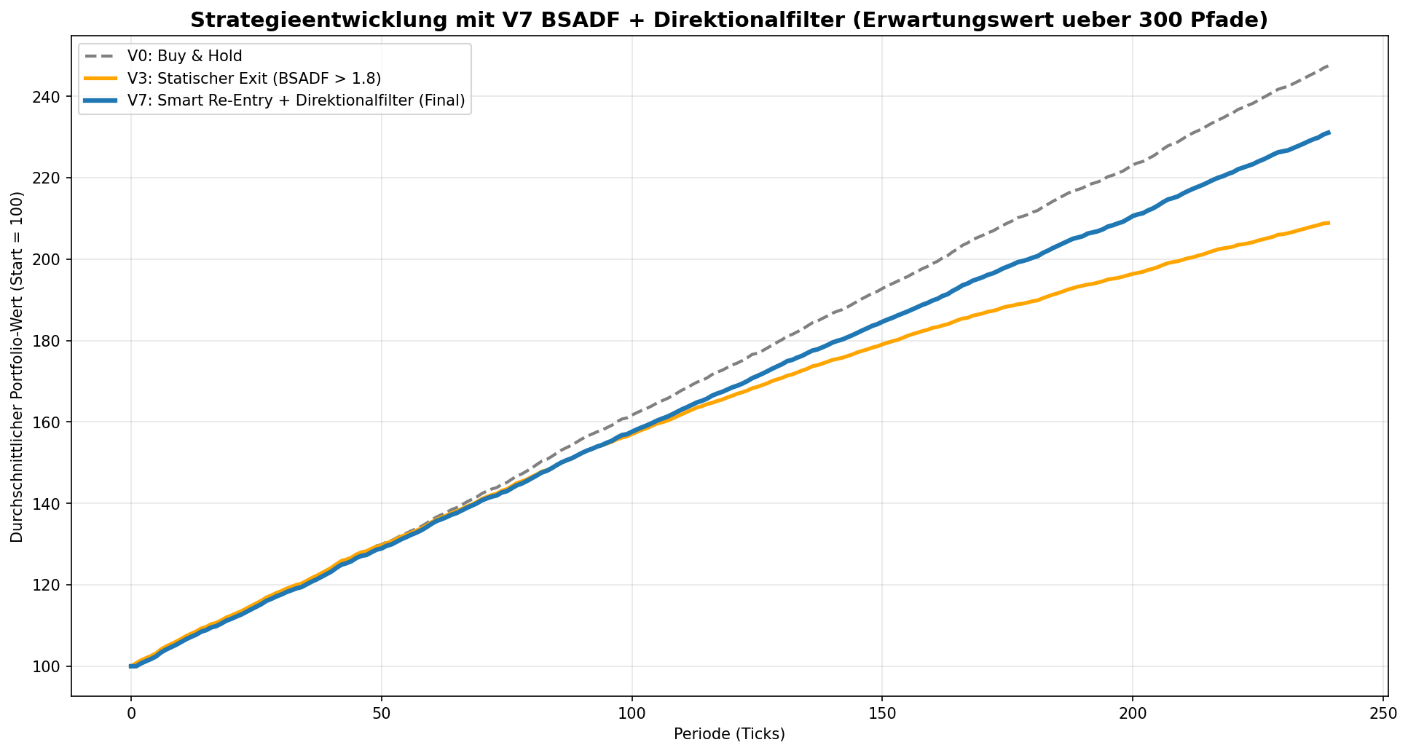 Strategieentwicklung mit V7 BSADF + Direktionalfilter (Erwartungswert ueber 300 Pfade)
V0: Buy & Hold
V3: Statischer Exit (BSADF > 1.8)
V7: Smart Re-Entry + Direktionalfilter (Final)
Durchschnittlicher Portfolio-Wert (Start = 100)
240
220
200
180
160
140
120
100
0 50 100 150 200 250
Periode (Ticks)